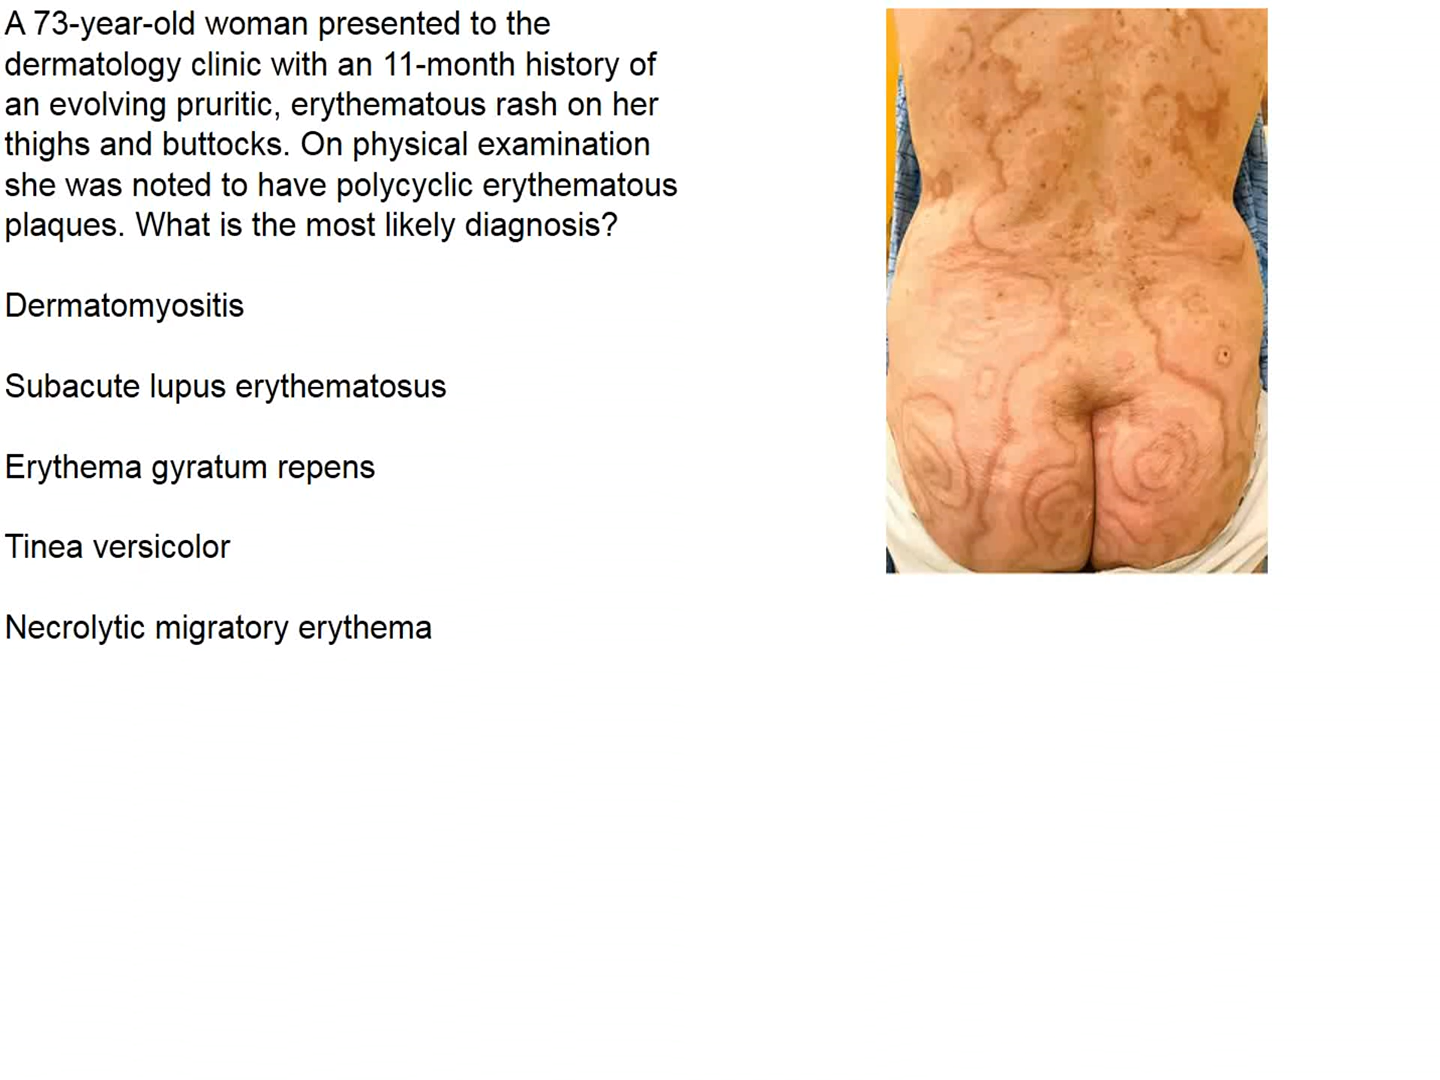 A 73-year-old woman presented to the
dermatology clinic with an 11-month history of
an evolving pruritic, erythematous rash on her
thighs and buttocks. On physical examination
she was noted to have polycyclic erythematous
plaques. What is the most likely diagnosis?
Dermatomyositis
Subacute lupus erythematosus
Erythema gyratum repens
Tinea versicolor
Necrolytic migratory erythema